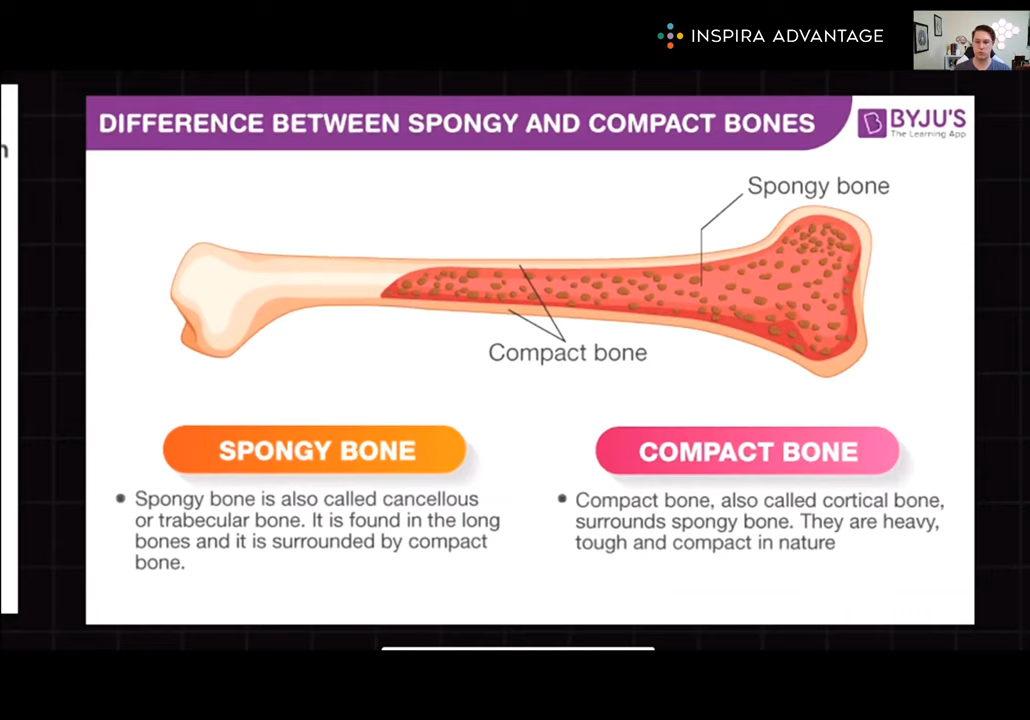 INSPIRA ADVANTAGE
n
DIFFERENCE BETWEEN SPONGY AND COMPACT BONES
BYJU'S
The Learning App
Spongy bone
Compact bone
SPONGY BONE
Spongy bone is also called cancellous
or trabecular bone. It is found in the long
bones and it is surrounded by compact
bone.
COMPACT BONE
Compact bone, also called cortical bone,
surrounds spongy bone. They are heavy,
tough and compact in nature